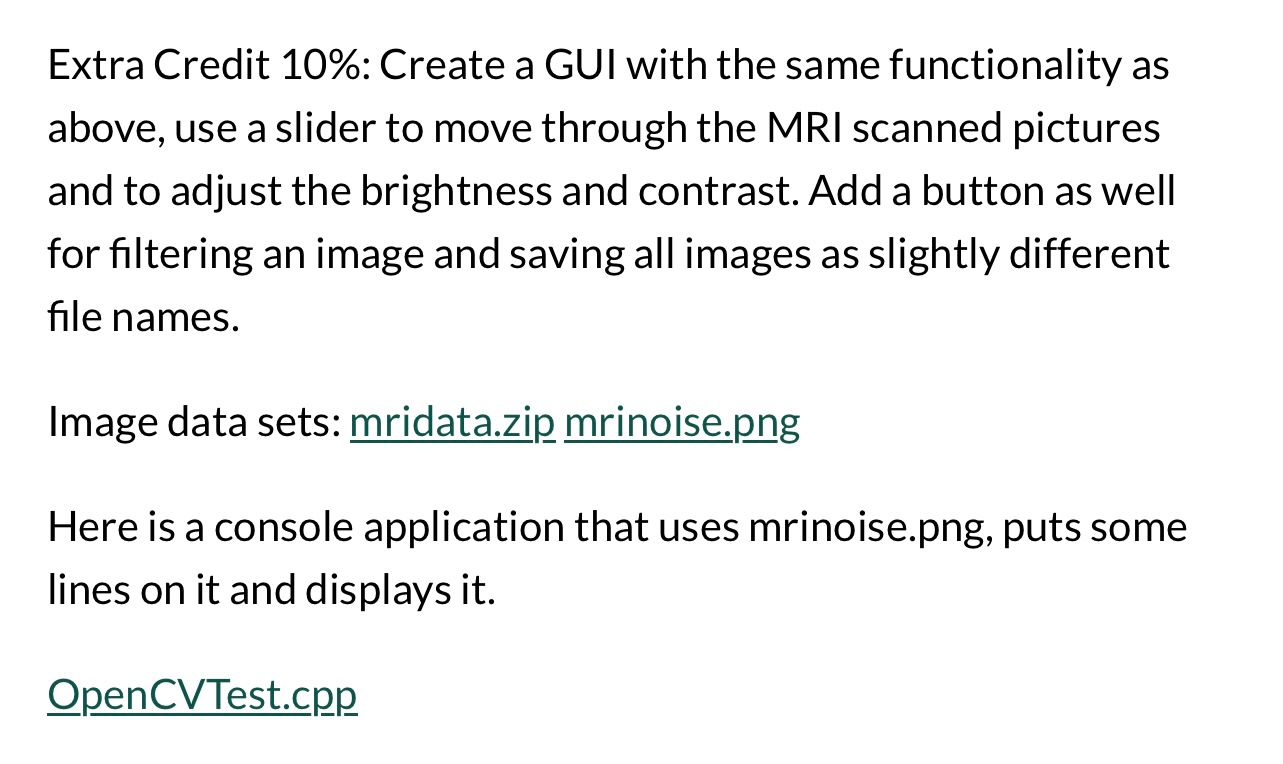 Extra Credit 10%: Create a GUI with the same functionality as
above, use a slider to move through the MRI scanned pictures
and to adjust the brightness and contrast. Add a button as well
for filtering an image and saving all images as slightly different
file names.
Image data sets: mridata.zip mrinoise.png
Here is a console application that uses mrinoise.png, puts some
lines on it and displays it.
OpenCVTest.cpp